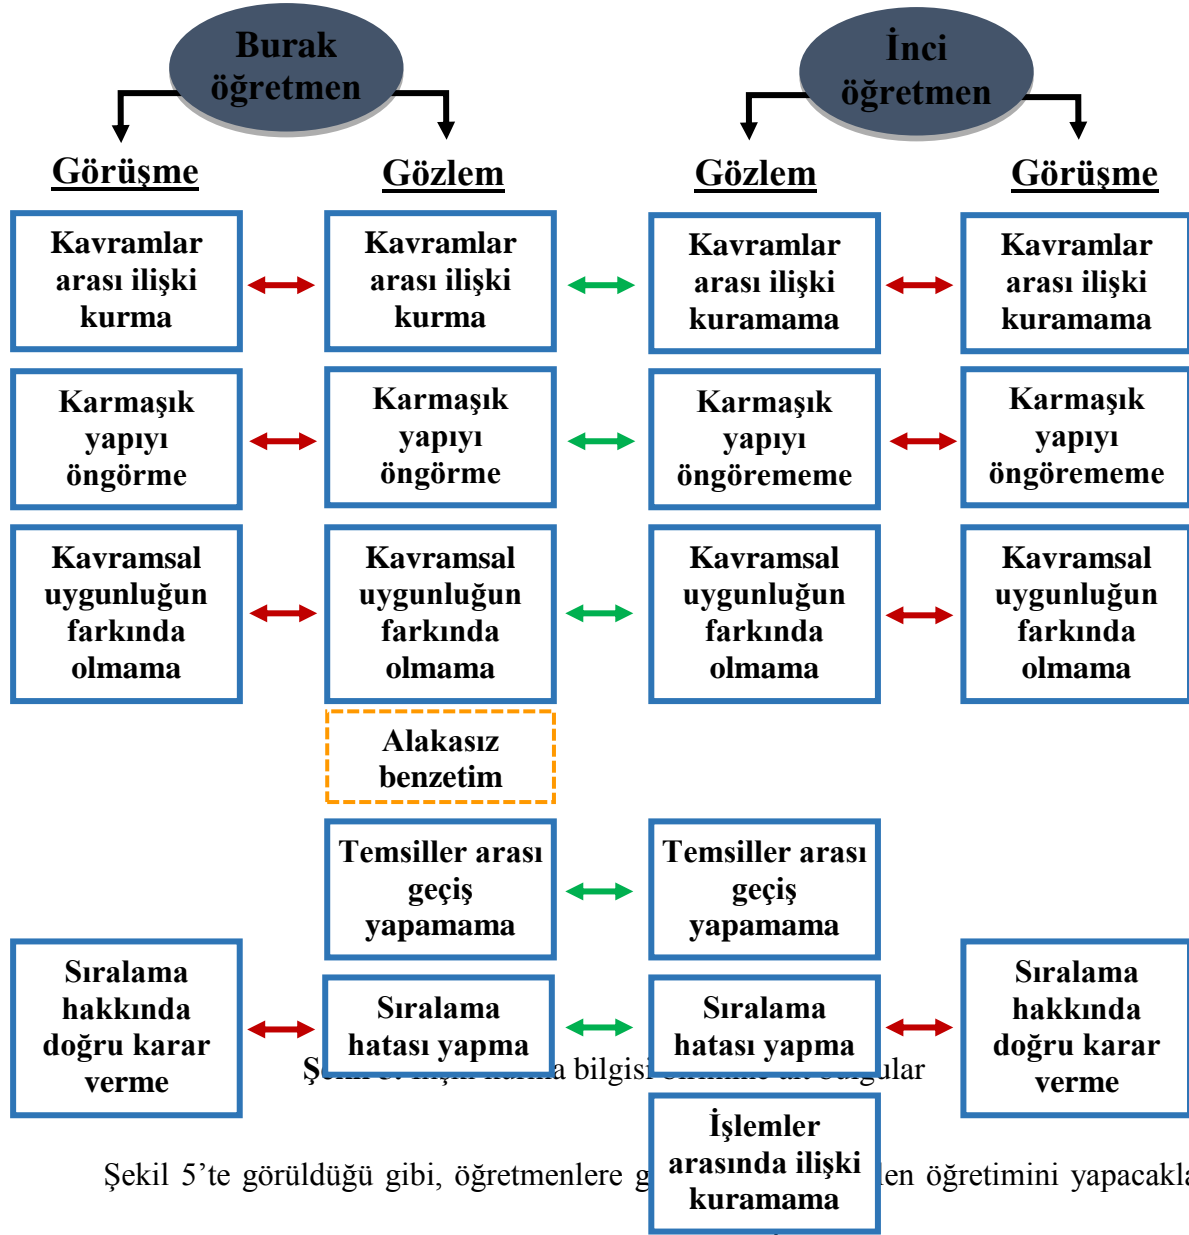 Burak
öğretmen
İnci
öğretmen
Görüşme
Gözlem
Gözlem
Görüşme
Kavramlar
arası ilişki
kurma
Kavramlar
arası ilişki
kurma
Kavramlar
arası ilişki
kuramama
Kavramlar
arası ilişki
kuramama
Karmaşık
yapıyı
öngörme
Karmaşık
yapıyı
öngörme
Karmaşık
yapıyı
öngörememe
Karmaşık
yapıyı
öngörememe
Kavramsal
uygunluğun
farkında
olmama
Kavramsal
uygunluğun
farkında
olmama
Kavramsal
uygunluğun
farkında
olmama
Kavramsal
uygunluğun
farkında
olmama
Alakasız
benzetim
Temsiller arası
geçiş
yapamama
Temsiller arası
geçiş
yapamama
Sıralama
hakkında
doğru karar
verme
Sıralama
hatası yapma
Sıralama
hatası yapma
Sıralama
hakkında
doğru karar
verme
bilgisi
İşlemler
arasında ilişki
kuramama
Şekil 5’te görüldüğü gibi, öğretmenlere öğretimini